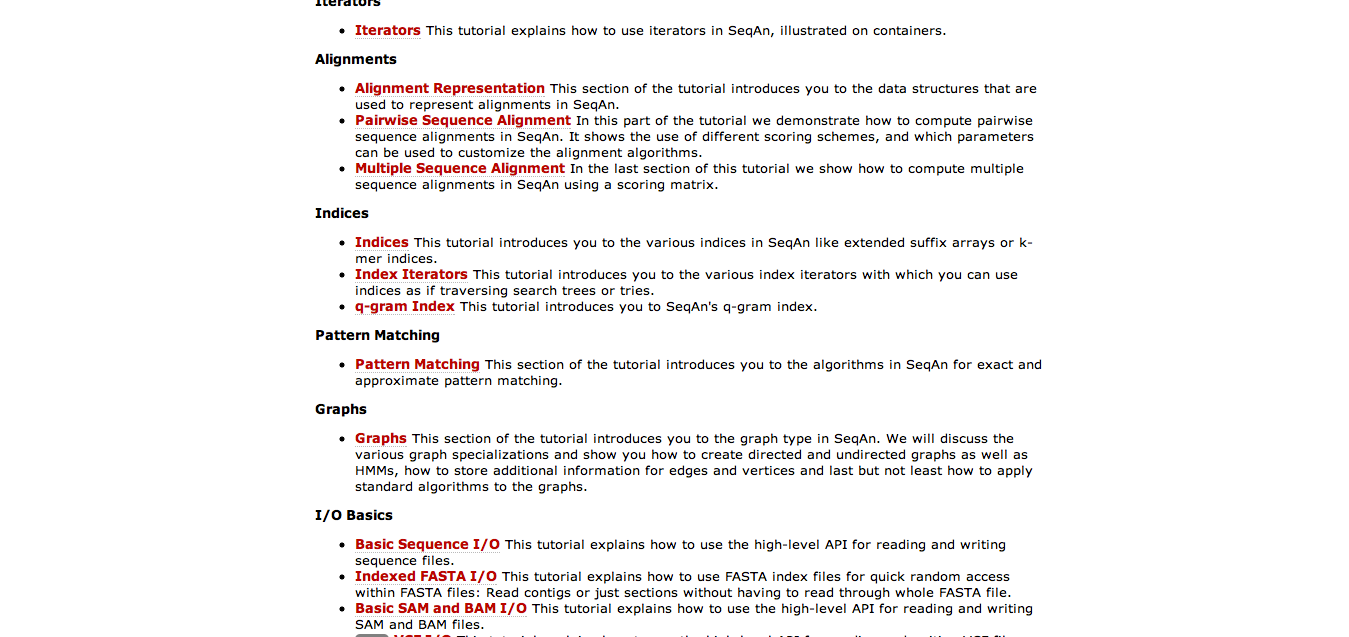 Iterators
Iterators This tutorial explains how to use iterators in SeqAn, illustrated on containers.
Alignments
Alignment Representation This section of the tutorial introduces you to the data structures that are
used to represent alignments in SeqAn.
Pairwise Sequence Alignment In this part of the tutorial we demonstrate how to compute pairwise
sequence alignments in SeqAn. It shows the use of different scoring schemes, and which parameters
can be used to customize the alignment algorithms.
Multiple Sequence Alignment In the last section of this tutorial we show how to compute multiple
sequence alignments in SeqAn using a scoring matrix.
Indices
Indices This tutorial introduces you to the various indices in SeqAn like extended suffix arrays or k-
mer indices.
Index Iterators This tutorial introduces you to the various index iterators with which you can use
indices as if traversing search trees or tries.
q-gram Index This tutorial introduces you to SeqAn's q-gram index.
Pattern Matching
Pattern Matching This section of the tutorial introduces you to the algorithms in SeqAn for exact and
approximate pattern matching.
Graphs
Graphs This section of the tutorial introduces you to the graph type in SeqAn. We will discuss the
various graph specializations and show you how to create directed and undirected graphs as well as
HMMs, how to store additional information for edges and vertices and last but not least how to apply
standard algorithms to the graphs.
I/O Basics
Basic Sequence I/O This tutorial explains how to use the high-level API for reading and writing
sequence files.
Indexed FASTA I/O This tutorial explains how to use FASTA index files for quick random access
within FASTA files: Read contigs or just sections without having to read through whole FASTA file.
Basic SAM and BAM I/O This tutorial explains how to use the high-level API for reading and writing
SAM and BAM files.